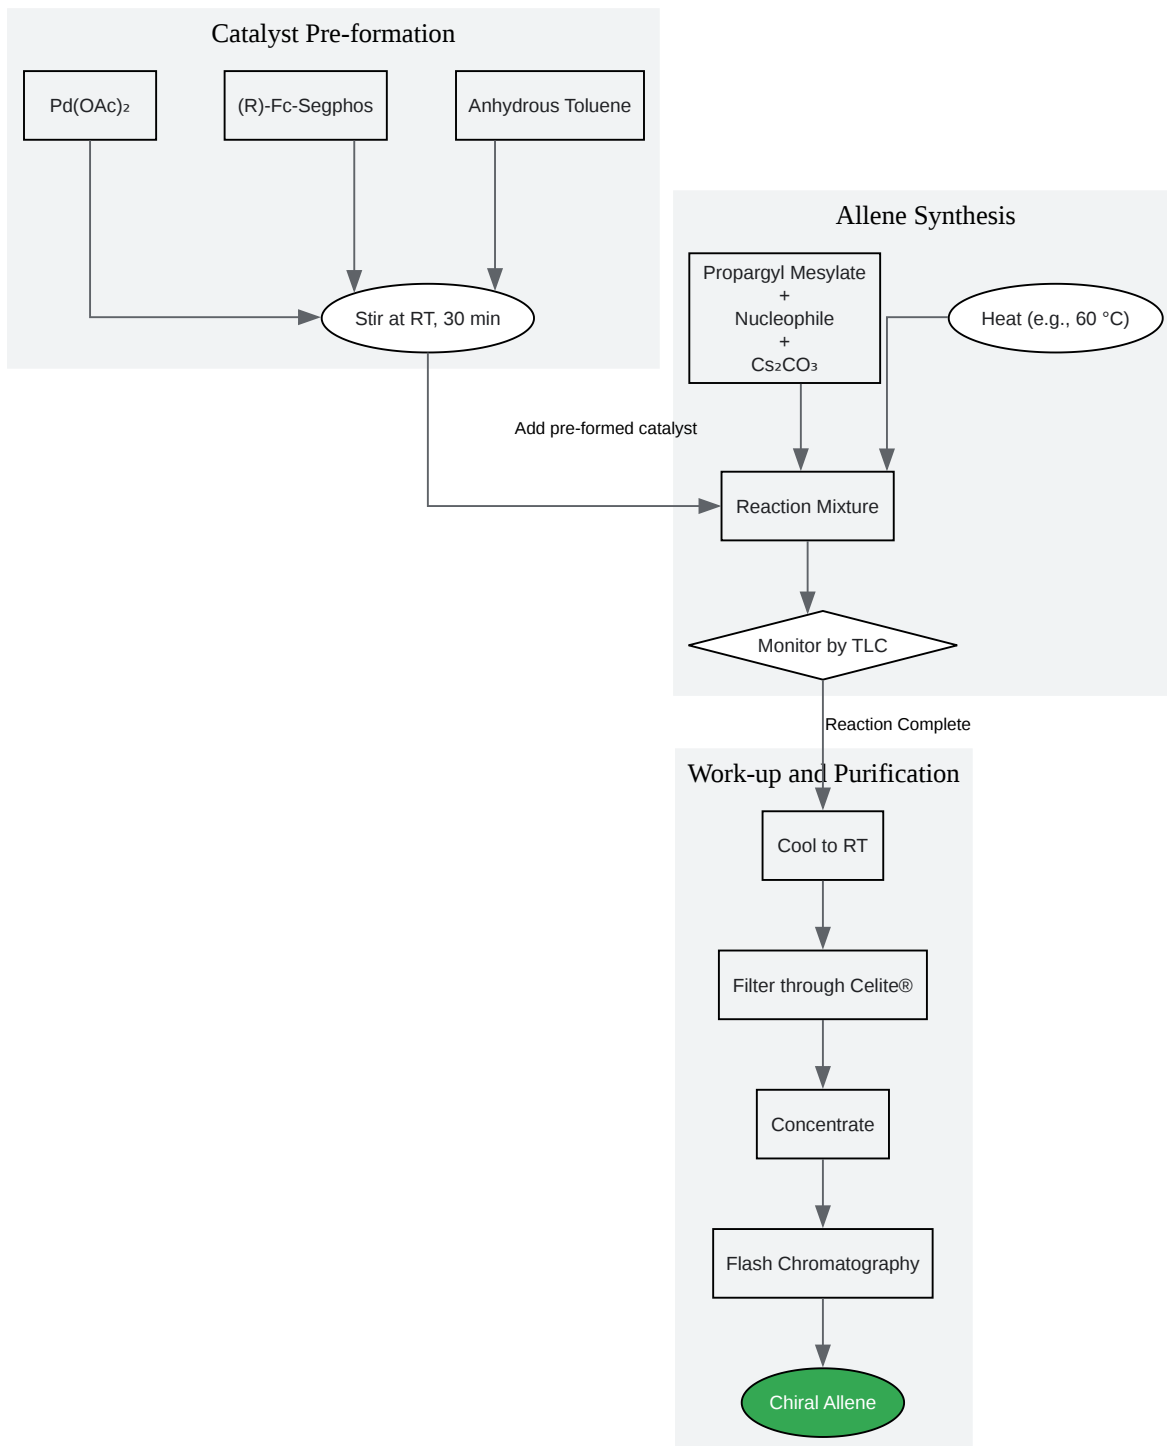 Catalyst Pre-formation
Pd(OAc)₂
(R)-Fc-Segphos
Anhydrous Toluene
Stir at RT, 30 min
Allene Synthesis
Propargyl Mesylate
+
Nucleophile
+
Cs₂CO₃
Heat (e.g., 60 °C)
Add pre-formed catalyst
Reaction Mixture
Monitor by TLC
Reaction Complete
Work-up and Purification
Cool to RT
Filter through Celite®
Concentrate
Flash Chromatography
Chiral Allene